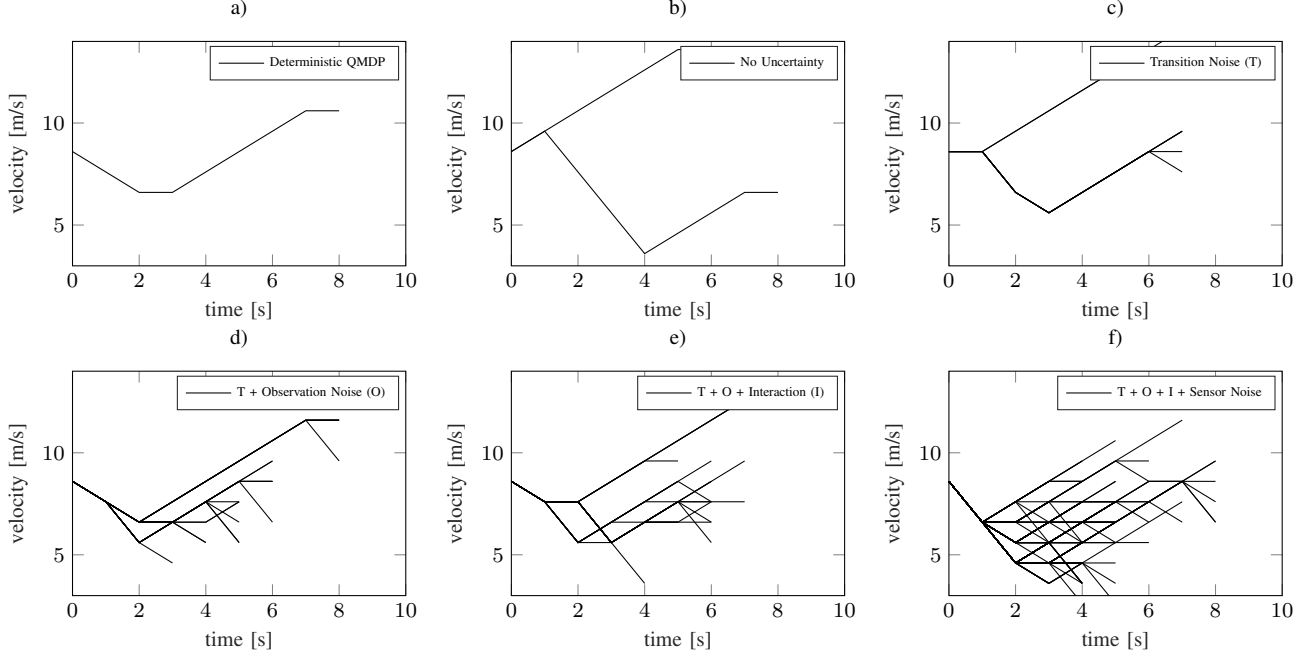 a)
Deterministic QMDP
velocity [m/s]
10
5
0
2
4
6
8
10
time [s]
b)
No Uncertainty
velocity [m/s]
10
5
0
2
4
6
8
10
time [s]
c)
Transition Noise (T)
velocity [m/s]
10
5
0
2
4
6
8
10
time [s]
d)
T + Observation Noise (O)
velocity [m/s]
10
5
0
2
4
6
8
10
time [s]
e)
T + O + Interaction (I)
velocity [m/s]
10
5
0
2
4
6
8
10
time [s]
f)
T + O + I + Sensor Noise
velocity [m/s]
10
5
0
2
4
6
8
10
time [s]